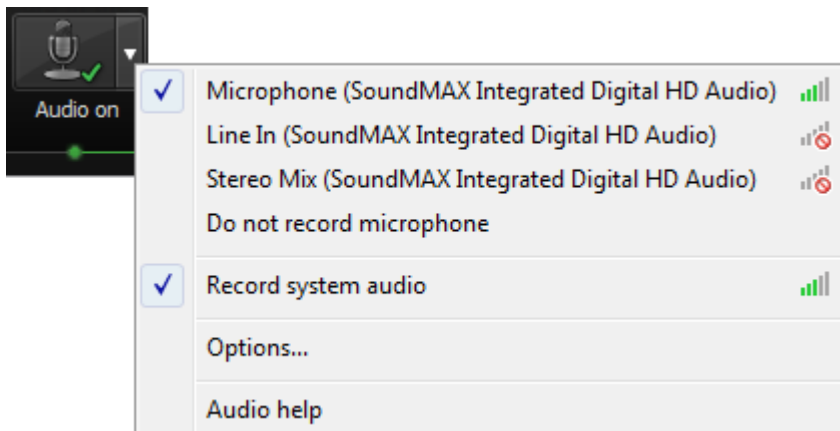 Audio on
Microphone (SoundMAX Integrated Digital HD Audio)
Line In (SoundMAX Integrated Digital HD Audio)
Stereo Mix (SoundMAX Integrated Digital HD Audio)
Do not record microphone
Record system audio
Options...
Audio help